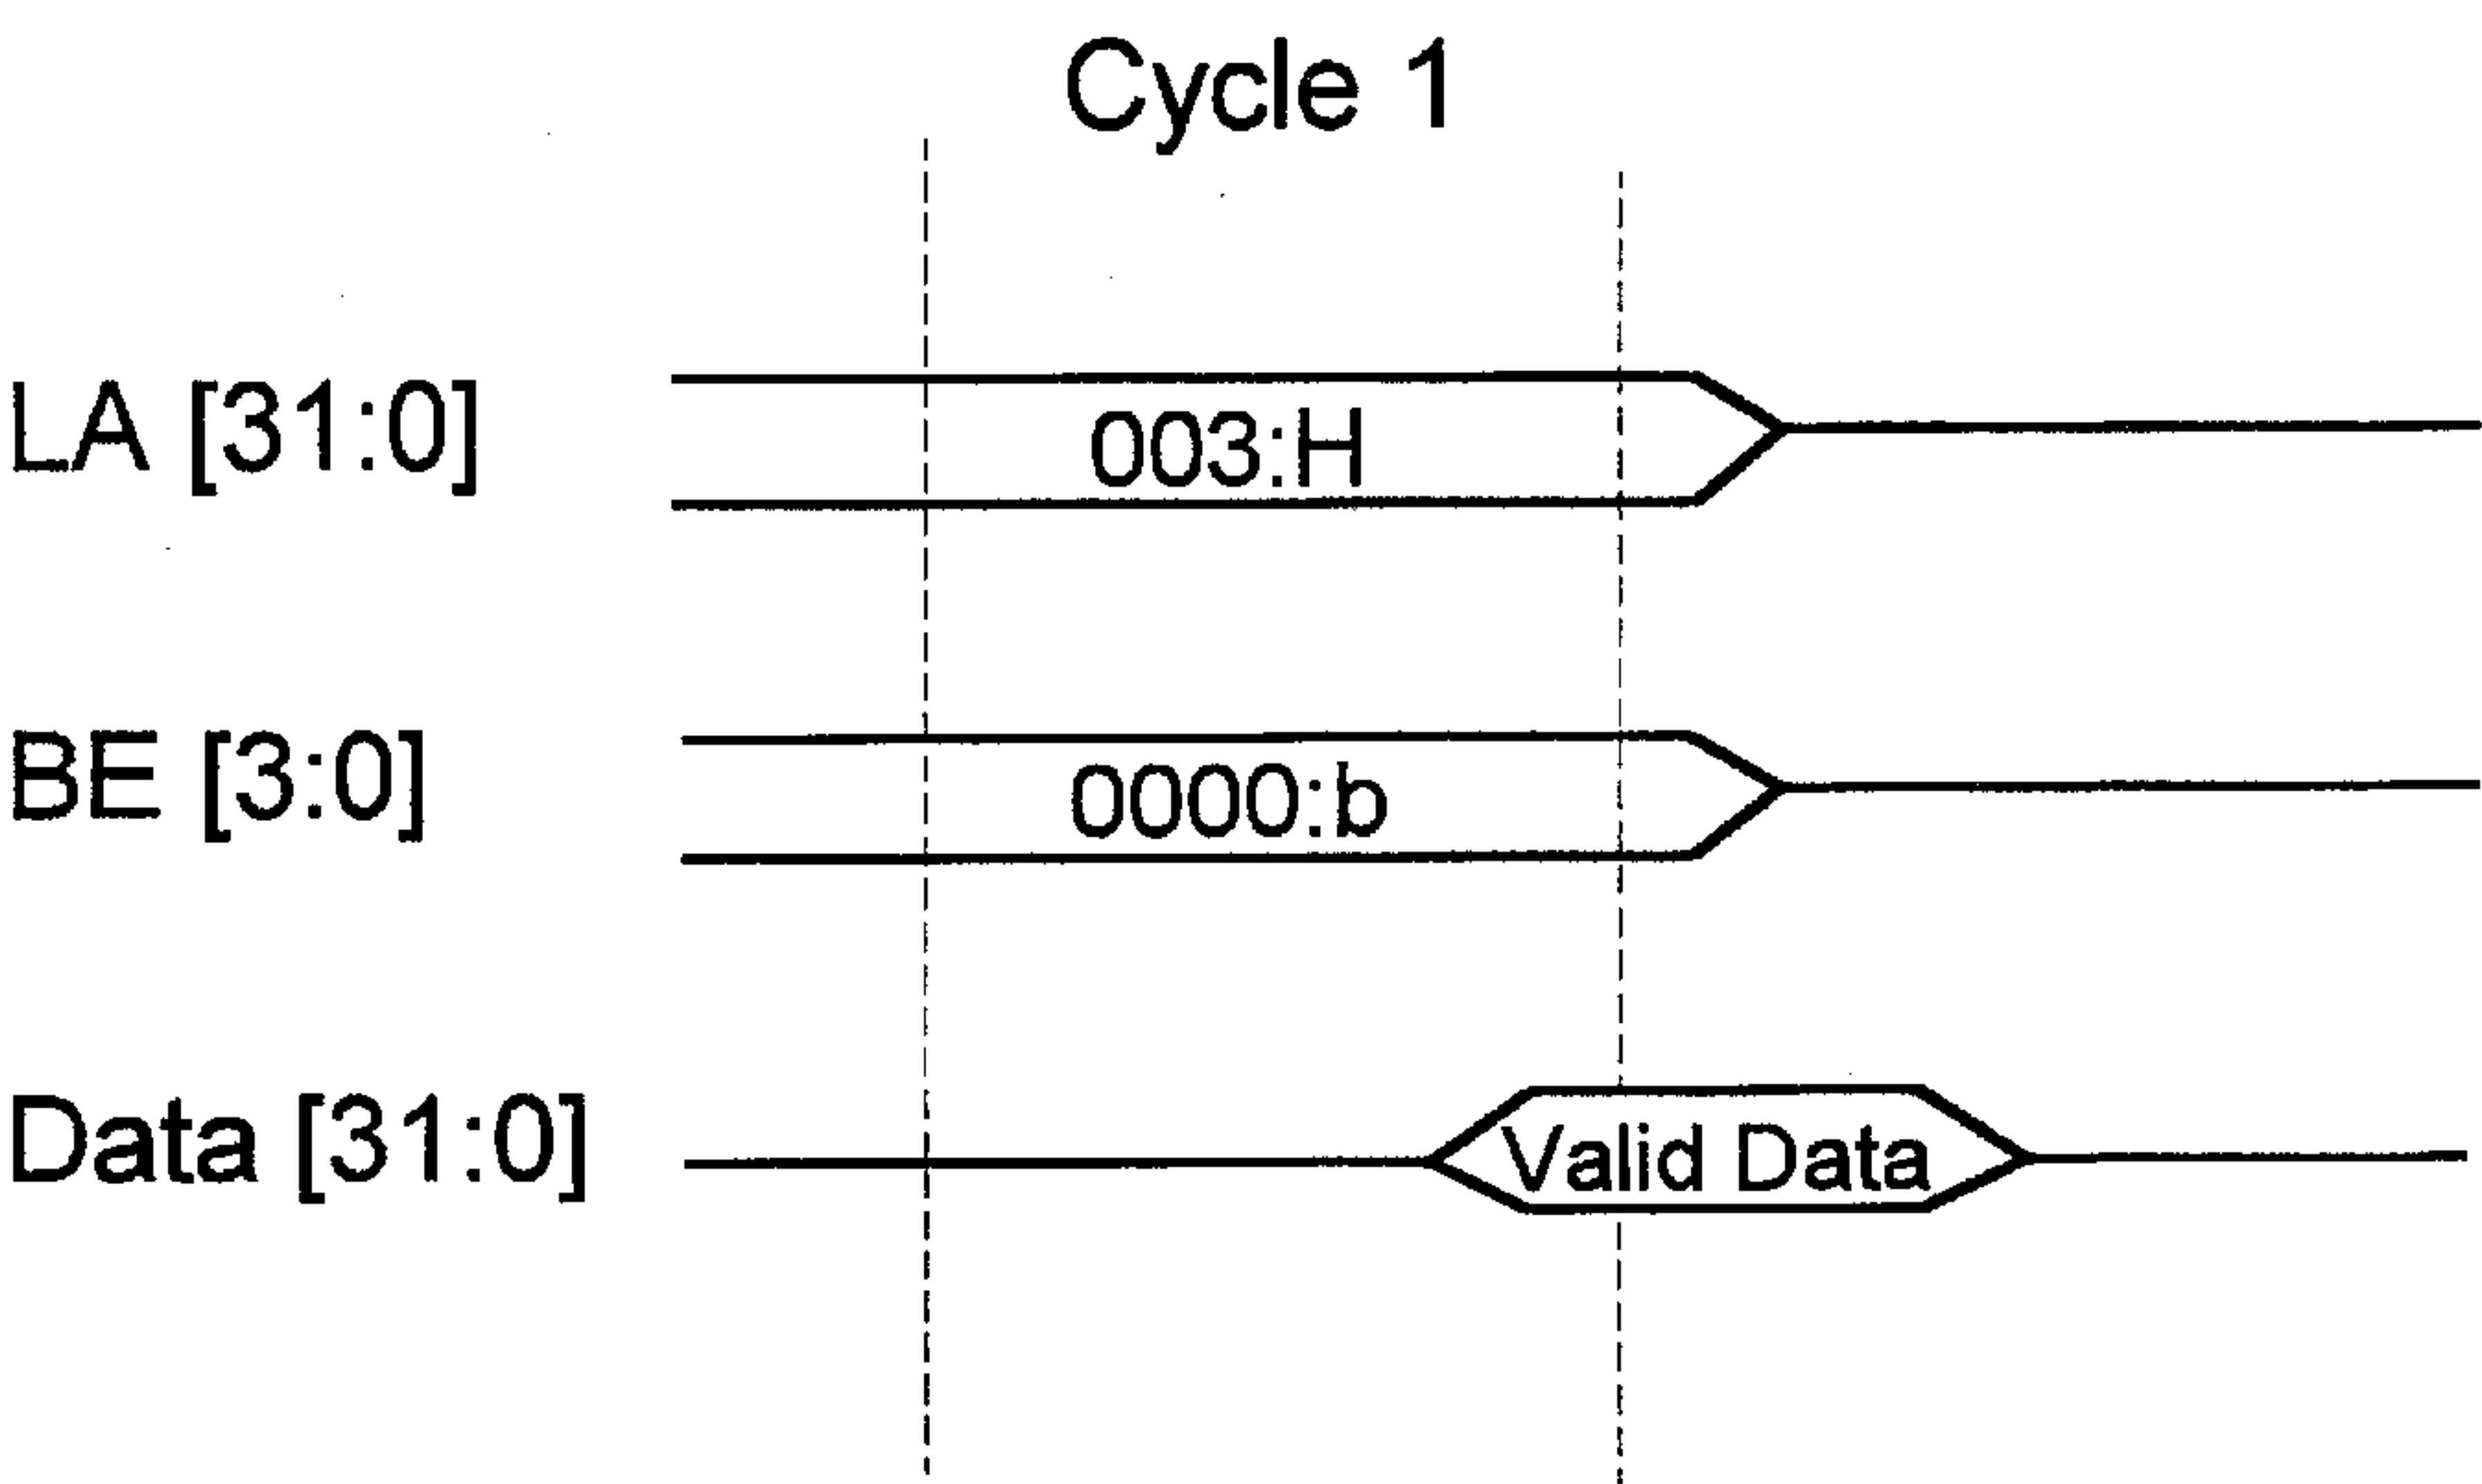 Cycle 1
LA [31:0]
003:H
BE [3:0]
0000:b
Data [31:0]
Valid Data